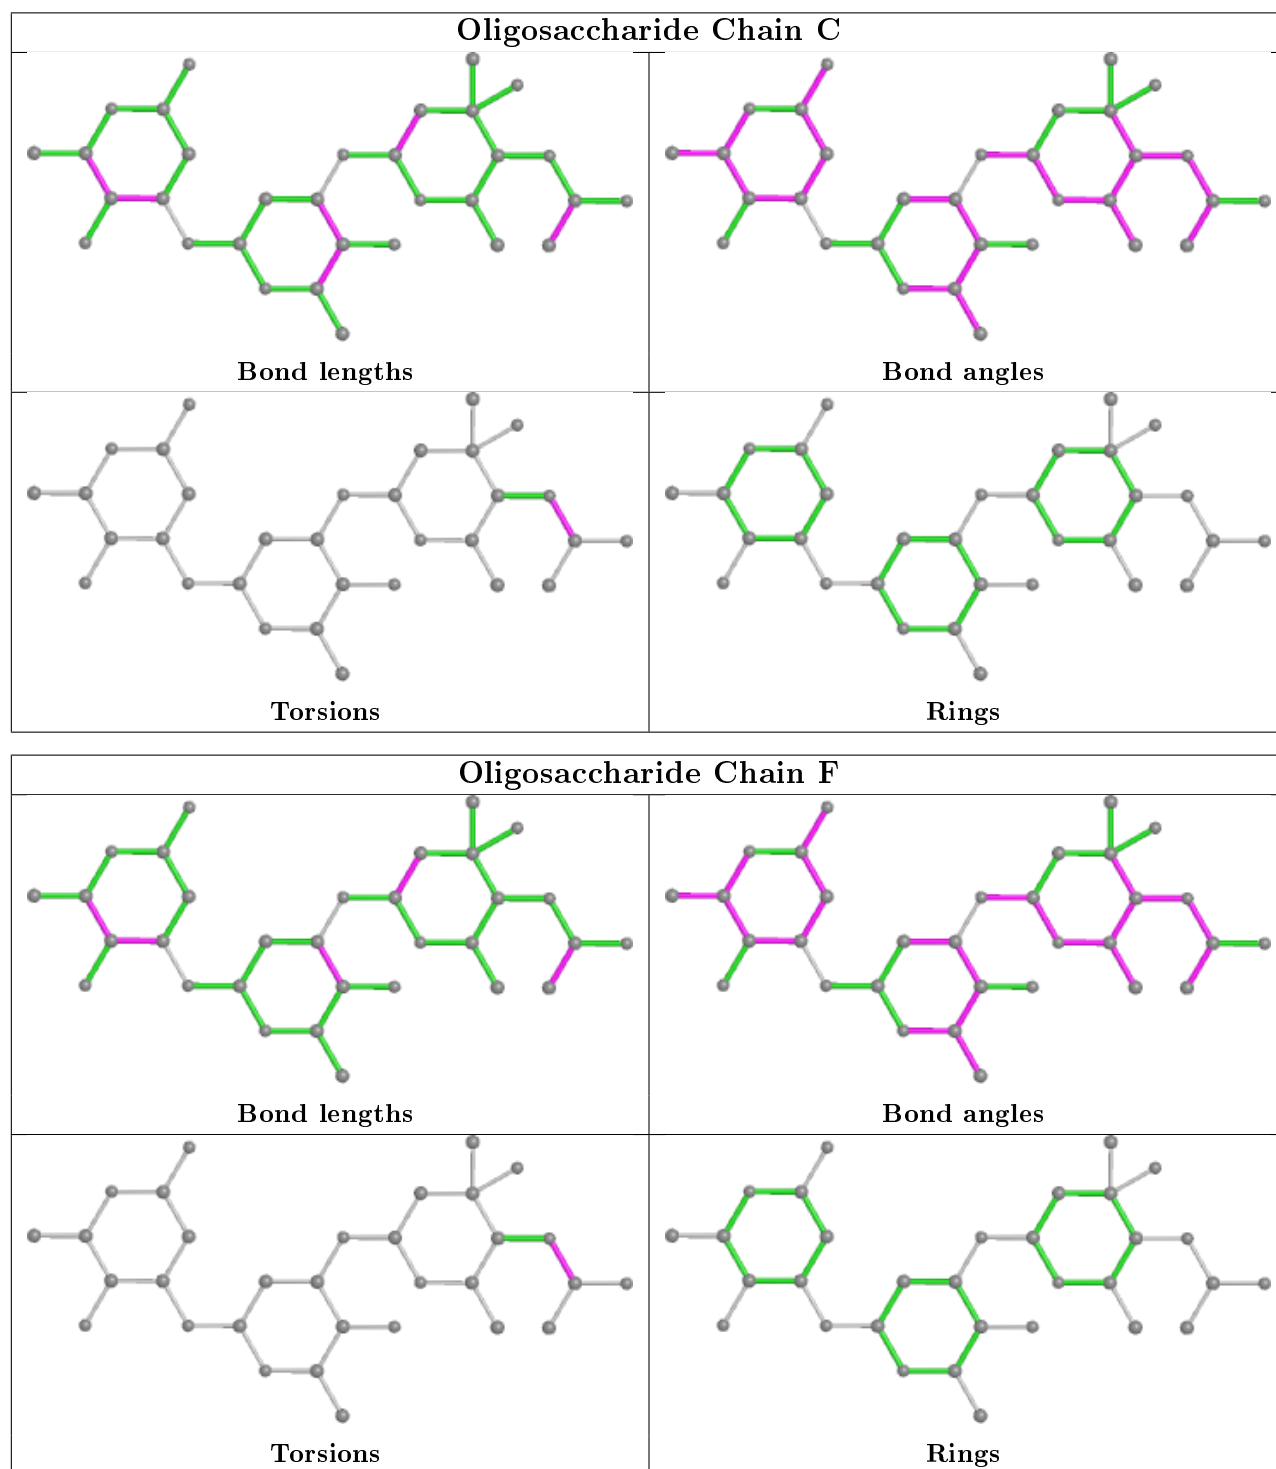 Oligosaccharide Chain C
Bond lengths
Bond angles
Torsions
Rings
Oligosaccharide Chain F
Bond lengths
Bond angles
Torsions
Rings